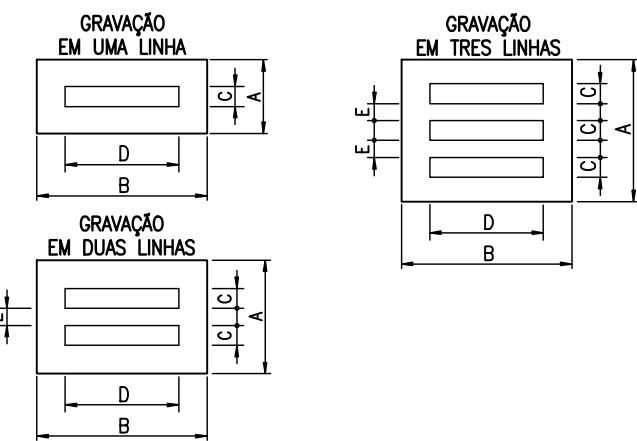 GRAVAÇÃO
EM UMA LINHA
C
A
D
B
GRAVAÇÃO
EM TRES LINHAS
E
E
C
C
C
A
D
B
GRAVAÇÃO
EM DUAS LINHAS
E
C
C
A
D
B